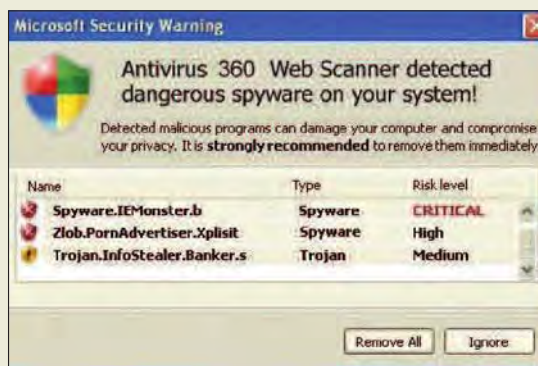 Microsoft Security Warning
Antivirus 360 Web Scanner detected
dangerous spyware on your system!
Detected malicious programs can damage your computer and compromise
your privacy. It is strongly recommended to remove them immediately
Name Type Risk level
Spyware.IEMonster.b Spyware CRITICAL
Zlob.PornAdvertiser.Xplisit Spyware High
Trojan.InfoStealer.Banker.s Trojan Medium
Remove All Ignore